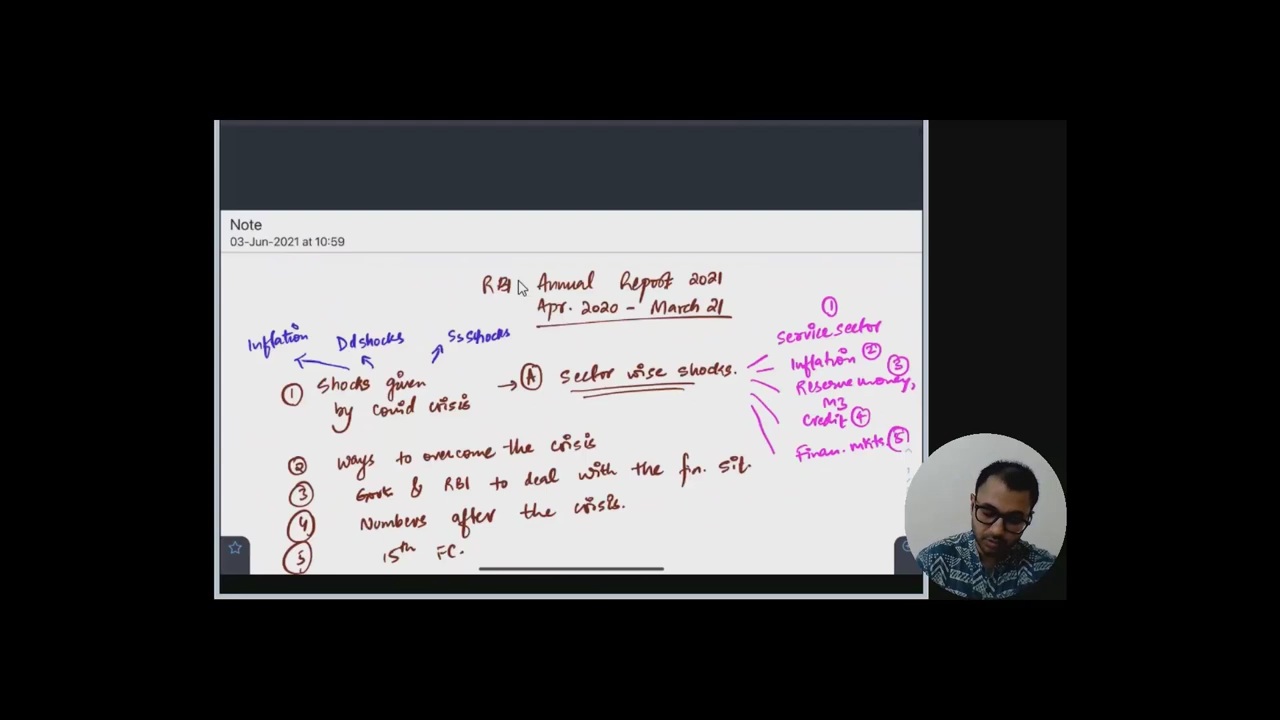 Note
03-Jun-2021 at 10:59
RBI Annual Report 2021
Apr. 2020 - March 21
Inflation
Dd shocks
Ss shocks
1 Shocks given
by covid crisis
→ A Sector wise shocks.
1
Service sector
Inflation 2
3
Reserve money,
M3
Credit 4
Finan. mkts. 5
2 Ways to overcome the crisis
3 Govt & RBI to deal with the fin. sit.
4 Numbers after the crisis.
5 15th FC.